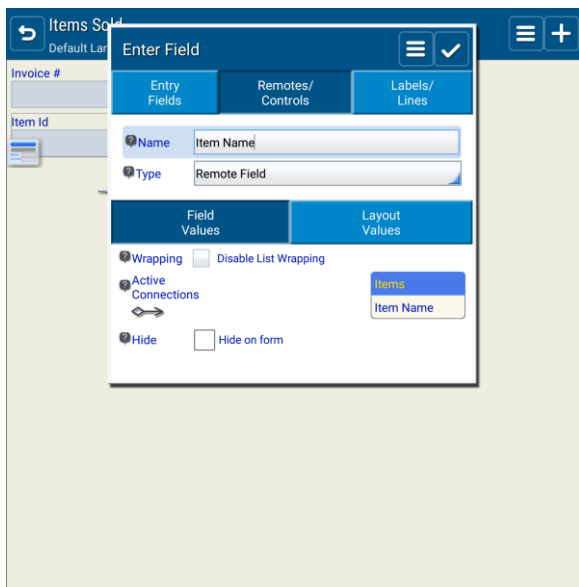 Items So
Default Lar
Invoice #
Item Id
Enter Field
Entry
Fields
Remotes/
Controls
Labels/
Lines
Name
Item Name
Type
Remote Field
Field
Values
Layout
Values
Wrapping
Disable List Wrapping
Active
Connections
Items
Item Name
Hide
Hide on form